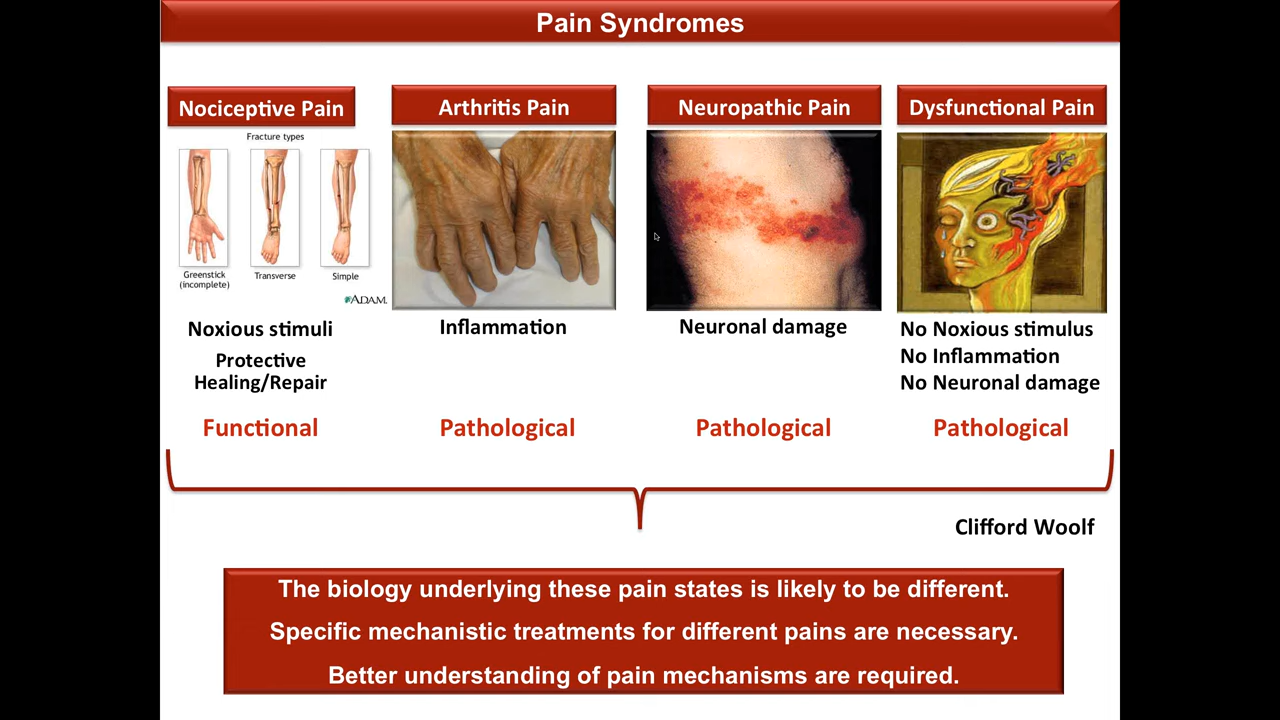 Pain Syndromes
Nociceptive Pain
Fracture types
Greenstick
(incomplete)
Transverse
Simple
ADAM.
Noxious stimuli
Protective
Healing/Repair
Functional
Arthritis Pain
Inflammation
Pathological
Neuropathic Pain
Neuronal damage
Pathological
Dysfunctional Pain
No Noxious stimulus
No Inflammation
No Neuronal damage
Pathological
Clifford Woolf
The biology underlying these pain states is likely to be different.
Specific mechanistic treatments for different pains are necessary.
Better understanding of pain mechanisms are required.